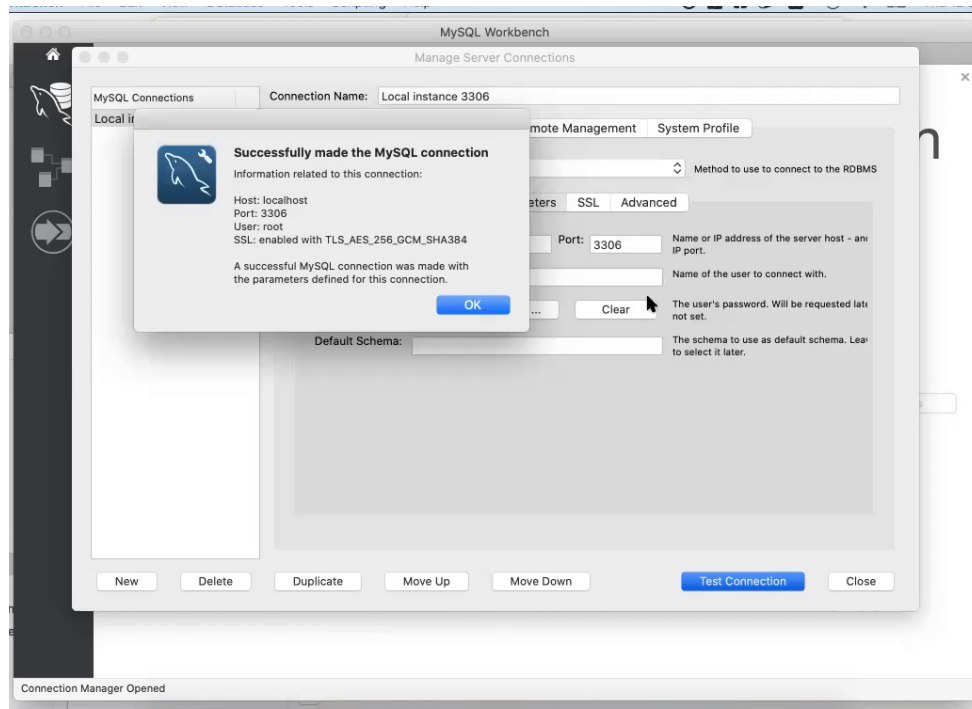 MySQL Workbench
Manage Server Connections
MySQL Connections
Connection Name: Local instance 3306
Local
Management System Profile
Successfully made the MySQL connection
Information related to this connection:
Host: localhost
Port: 3306
User: root
SSL: enabled with TLS_AES_256_GCM_SHA384
A successful MySQL connection was made with
the parameters defined for this connection.
OK
Method to use to connect to the RDBMS
SSL Advanced
Port: 3306
Name or IP address of the server host -
IP port.
Name of the user to connect with.
... Clear
The user's password. Will be requested
not set.
Default Schema:
The schema to use as default schema.
to select it later.
New Delete Duplicate Move Up Move Down Test Connection Close
Connection Manager Opened